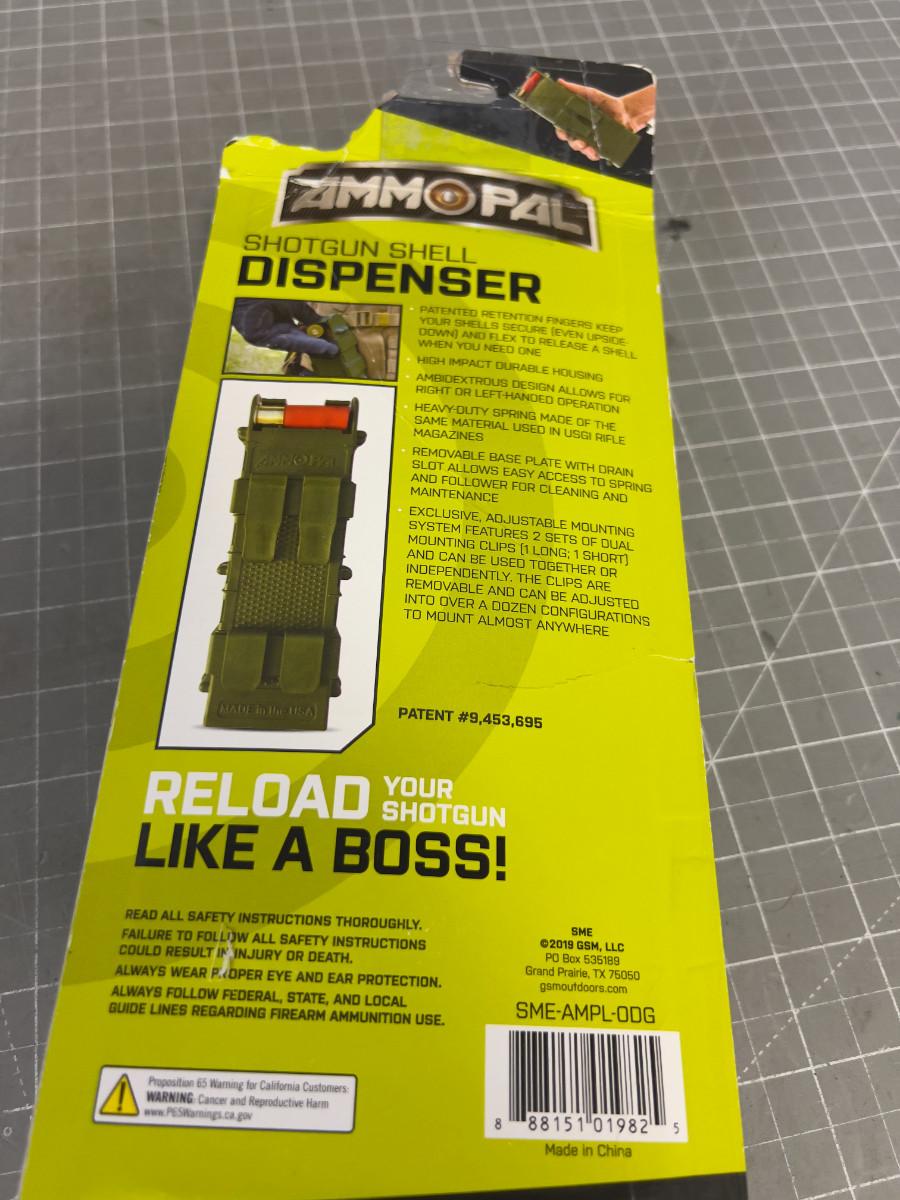 AMMO PAL
SHOTGUN SHELL
DISPENSER
• PATENTED RETENTION FINGERS KEEP
YOUR SHELLS SECURE (EVEN UPSIDE-
DOWN) AND FLEX TO RELEASE A SHELL
WHEN YOU NEED ONE
• HIGH IMPACT DURABLE HOUSING
• AMBIDEXTROUS DESIGN ALLOWS FOR
RIGHT OR LEFT-HANDED OPERATION
• HEAVY-DUTY SPRING MADE OF THE
SAME MATERIAL USED IN USGI RIFLE
MAGAZINES
• REMOVABLE BASE PLATE WITH DRAIN
SLOT ALLOWS EASY ACCESS TO SPRING
AND FOLLOWER FOR CLEANING AND
MAINTENANCE
• EXCLUSIVE, ADJUSTABLE MOUNTING
SYSTEM FEATURES 2 SETS OF DUAL
MOUNTING CLIPS (1 LONG; 1 SHORT)
AND CAN BE USED TOGETHER OR
INDEPENDENTLY. THE CLIPS ARE
REMOVABLE AND CAN BE ADJUSTED
INTO OVER A DOZEN CONFIGURATIONS
TO MOUNT ALMOST ANYWHERE
AMMO PAL
MADE in the USA
PATENT #9,453,695
RELOAD YOUR SHOTGUN
LIKE A BOSS!
READ ALL SAFETY INSTRUCTIONS THOROUGHLY.
FAILURE TO FOLLOW ALL SAFETY INSTRUCTIONS
COULD RESULT IN INJURY OR DEATH.
ALWAYS WEAR PROPER EYE AND EAR PROTECTION.
ALWAYS FOLLOW FEDERAL, STATE, AND LOCAL
GUIDE LINES REGARDING FIREARM AMMUNITION USE.
SME
©2019 GSM, LLC
PO Box 535189
Grand Prairie, TX 75050
gsmoutdoors.com
SME-AMPL-ODG
8 88151 01982 5
Made in China
Proposition 65 Warning for California Customers:
WARNING: Cancer and Reproductive Harm
www.P65Warnings.ca.gov